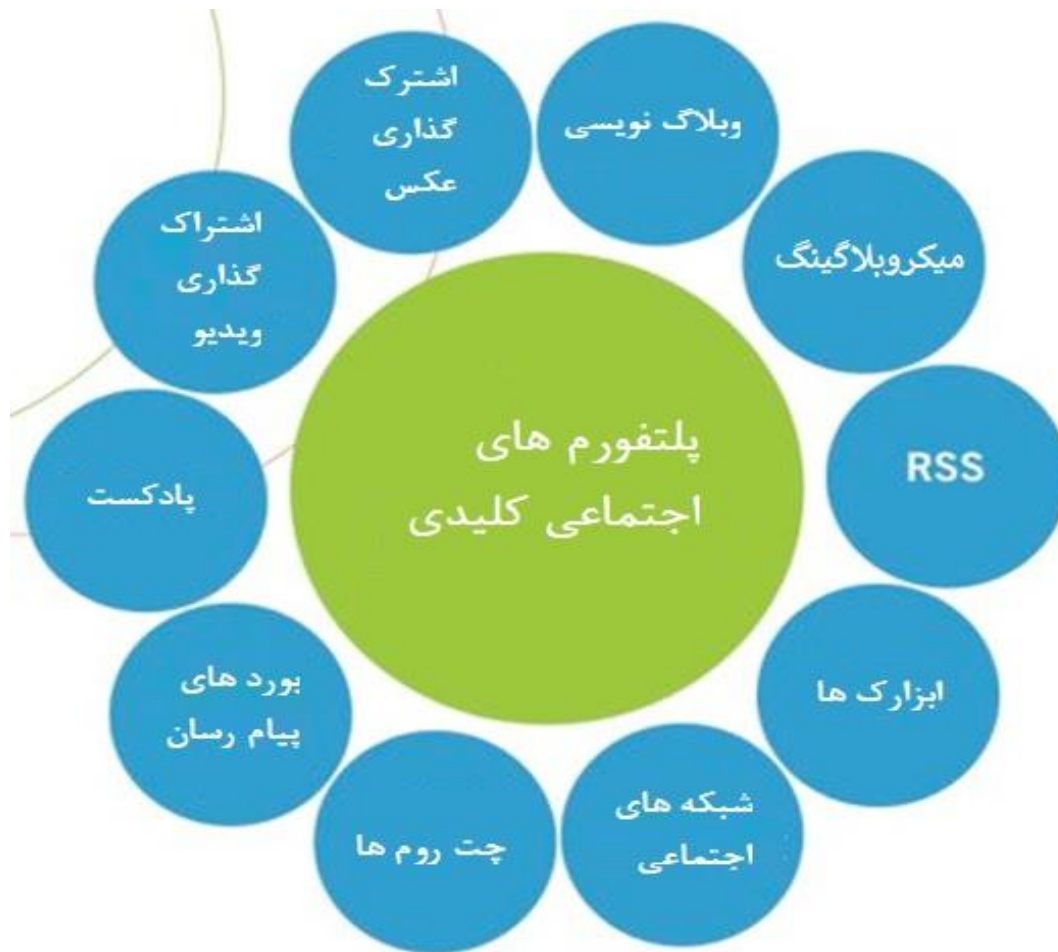 پلتفورم های
اجتماعی کلیدی
وبلاگ نویسی
میکروبلاگینگ
RSS
ابزارک ها
شبکه های
اجتماعی
چت روم ها
بورد های
پیام رسان
پادکست
اشتراک
گذاری
ویدیو
اشترک
گذاری
عکس